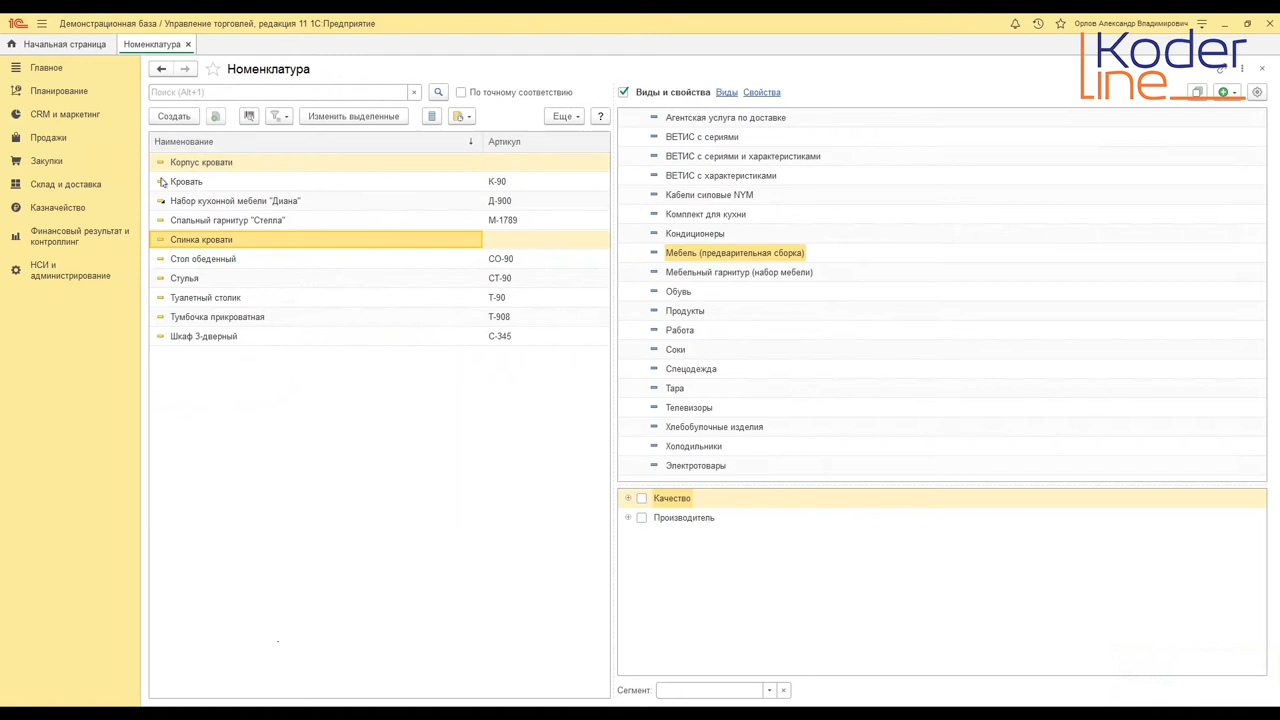 1С Демонстрационная база / Управление торговлей, редакция 11 1С:Предприятие
Орлов Александр Владимирович
Начальная страница
Номенклатура ×
Koder
line
Главное
Планирование
CRM и маркетинг
Продажи
Закупки
Склад и доставка
Казначейство
Финансовый результат и
контроллинг
НСИ и
администрирование
Номенклатура
Поиск (Alt+1)
По точному соответствию
Создать
Изменить выделенные
Еще
?
Наименование ↓ Артикул
Корпус кровати
Кровать К-90
Набор кухонной мебели "Диана" Д-900
Спальный гарнитур "Стелла" М-1789
Спинка кровати
Стол обеденный СО-90
Стулья СТ-90
Туалетный столик Т-90
Тумбочка прикроватная Т-908
Шкаф 3-дверный С-345
Виды и свойства Виды Свойства
Агентская услуга по доставке
ВЕТИС с сериями
ВЕТИС с сериями и характеристиками
ВЕТИС с характеристиками
Кабели силовые NYM
Комплект для кухни
Кондиционеры
Мебель (предварительная сборка)
Мебельный гарнитур (набор мебели)
Обувь
Продукты
Работа
Соки
Спецодежда
Тара
Телевизоры
Хлебобулочные изделия
Холодильники
Электротовары
Качество
Производитель
Сегмент: